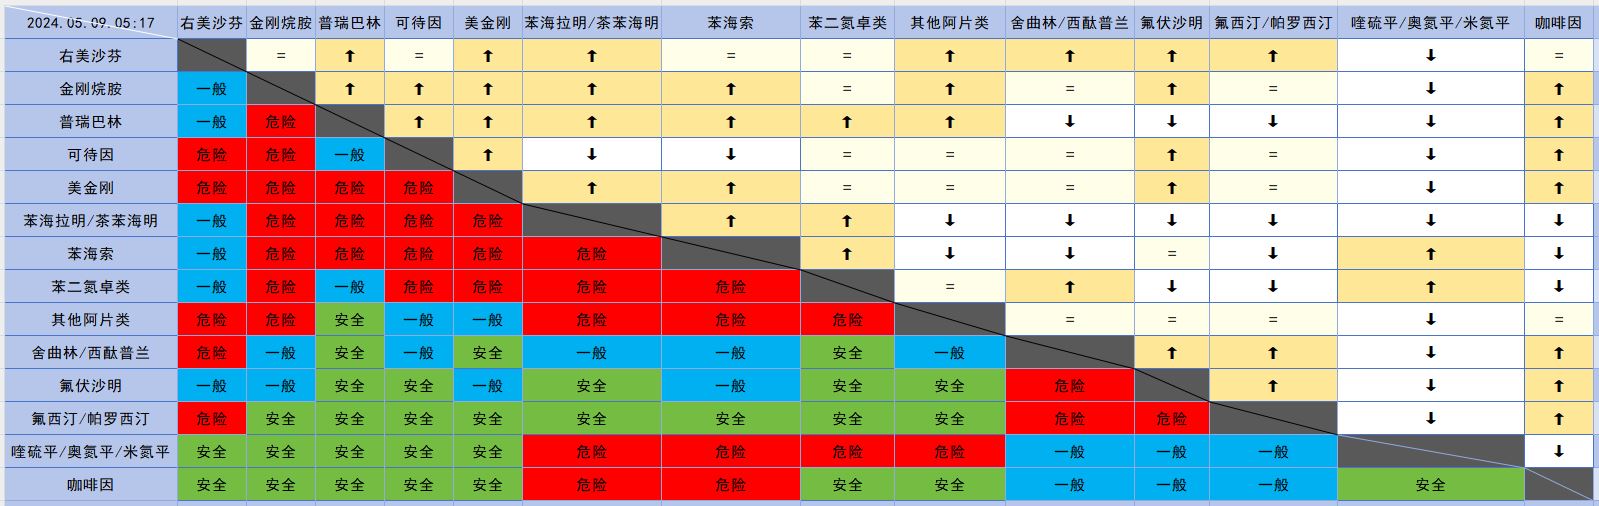 2024.05.09.05:17 右美沙芬 金刚烷胺 普瑞巴林 可待因 美金刚 苯海拉明/茶苯海明 苯海索 苯二氮卓类 其他阿片类 舍曲林/西酞普兰 氟伏沙明 氟西汀/帕罗西汀 喹硫平/奥氮平/米氮平 咖啡因
右美沙芬 = ↑ = ↑ ↑ = = ↑ ↑ ↑ ↑ ↓ =
金刚烷胺 一般 ↑ ↑ ↑ ↑ ↑ = ↑ = ↑ = ↓ ↑
普瑞巴林 一般 危险 ↑ ↑ ↑ ↑ ↑ ↑ ↓ ↓ ↓ ↓ ↑
可待因 危险 危险 一般 ↑ ↓ ↓ = = = ↑ = ↓ ↑
美金刚 危险 危险 危险 危险 ↑ ↑ = = = ↑ = ↓ ↑
苯海拉明/茶苯海明 一般 危险 危险 危险 危险 ↑ ↑ ↓ ↓ ↓ ↓ ↓ ↓
苯海索 一般 危险 危险 危险 危险 危险 ↑ ↓ ↓ = ↓ ↑ ↓
苯二氮卓类 一般 危险 一般 危险 危险 危险 危险 = ↑ ↓ ↓ ↑ ↓
其他阿片类 危险 危险 安全 一般 一般 危险 危险 危险 = = = ↓ =
舍曲林/西酞普兰 危险 一般 安全 一般 安全 一般 一般 安全 一般 ↑ ↑ ↓ ↑
氟伏沙明 一般 一般 安全 安全 一般 安全 一般 安全 安全 危险 ↑ ↓ ↑
氟西汀/帕罗西汀 危险 安全 安全 安全 安全 安全 安全 安全 安全 危险 危险 ↓ ↑
喹硫平/奥氮平/米氮平 安全 安全 安全 安全 安全 危险 危险 危险 危险 一般 一般 一般 ↓
咖啡因 安全 安全 安全 安全 安全 危险 危险 安全 安全 一般 一般 一般 安全